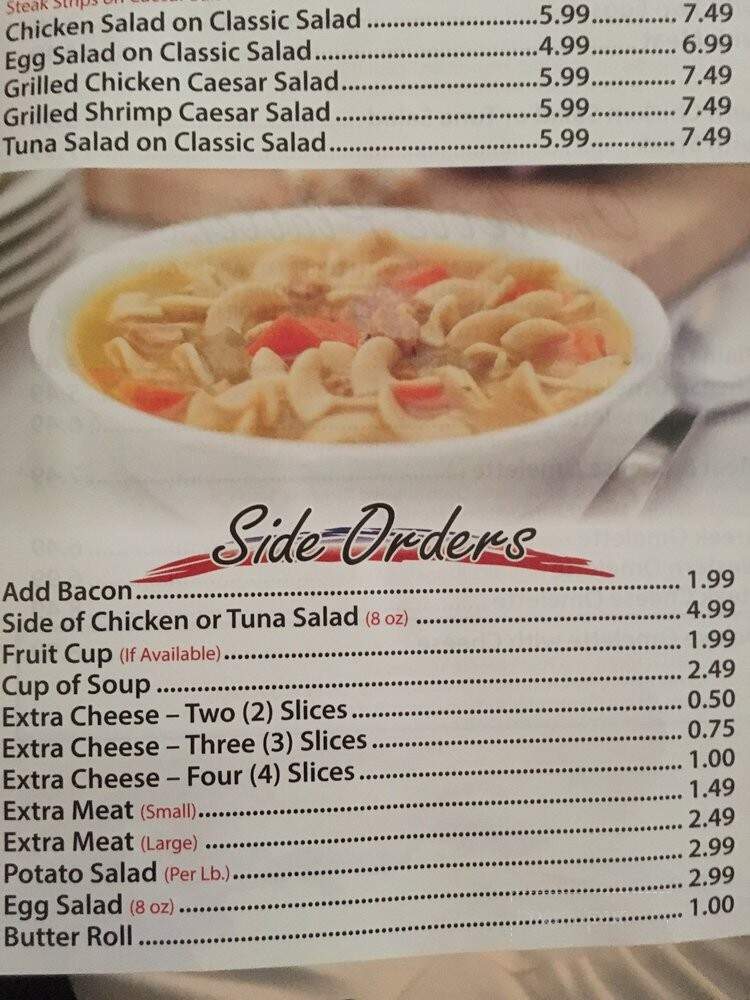 Steak Strips on
Chicken Salad on Classic Salad ........................5.99............ 7.49
Egg Salad on Classic Salad...............................4.99............ 6.99
Grilled Chicken Caesar Salad...........................5.99............ 7.49
Grilled Shrimp Caesar Salad ............................5.99............ 7.49
Tuna Salad on Classic Salad.............................5.99............ 7.49
Side Orders
Add Bacon................................................................ 1.99
Side of Chicken or Tuna Salad (8 oz) ................................ 4.99
Fruit Cup (If Available)................................................ 1.99
Cup of Soup ............................................................ 2.49
Extra Cheese – Two (2) Slices........................................ 0.50
Extra Cheese – Three (3) Slices ..................................... 0.75
Extra Cheese – Four (4) Slices ...................................... 1.00
Extra Meat (Small)..................................................... 1.49
Extra Meat (Large) .................................................... 2.49
Potato Salad (Per Lb.)................................................. 2.99
Egg Salad (8 oz) ....................................................... 2.99
Butter Roll .............................................................. 1.00